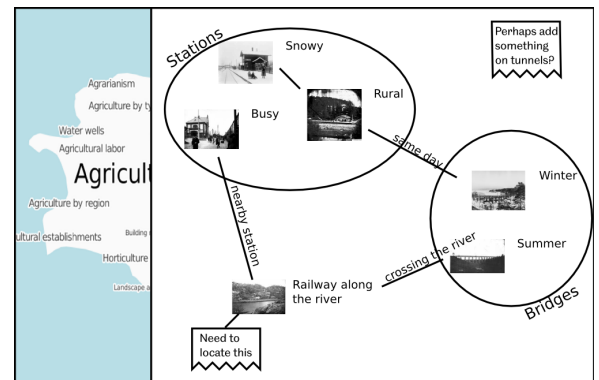 Agrarianism
Agriculture by ty
Water wells
Agricultural labor
Agricult
Agriculture by region
ultural establishments
Building
Horticulture
Landscape a
Stations
Snowy
Rural
Busy
Perhaps add
something
on tunnels?
same day
Winter
Summer
Bridges
nearby station
crossing the river
Railway along
the river
Need to
locate this